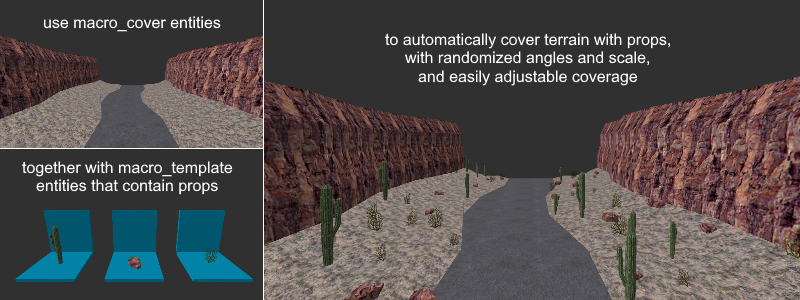 use macro_cover entities
together with macro_template
entities that contain props
to automatically cover terrain with props,
with randomized angles and scale,
and easily adjustable coverage